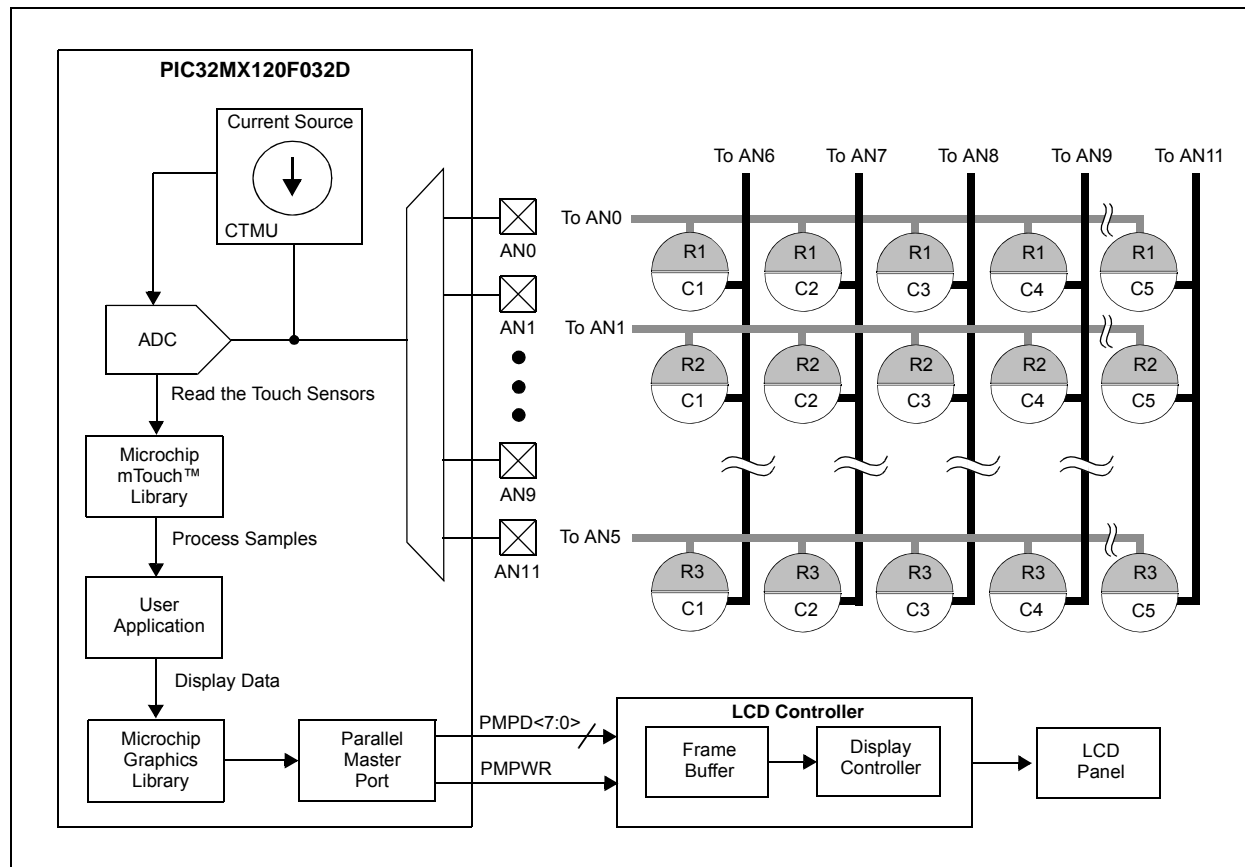 PIC32MX120F032D
Current Source
CTMU
ADC
Read the Touch Sensors
Microchip
mTouch™
Library
Process Samples
User
Application
Display Data
Microchip
Graphics
Library
Parallel
Master
Port
AN0
AN1
AN9
AN11
To AN6
To AN7
To AN8
To AN9
To AN11
To AN0
R1 R1 R1 R1 R1
C1 C2 C3 C4 C5
To AN1
R2 R2 R2 R2 R2
C1 C2 C3 C4 C5
To AN5
R3 R3 R3 R3 R3
C1 C2 C3 C4 C5
PMPD<7:0>
PMPWR
LCD Controller
Frame
Buffer
Display
Controller
LCD
Panel